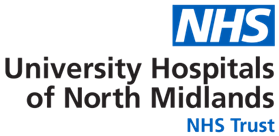 NHS
University Hospitals
of North Midlands
NHS Trust